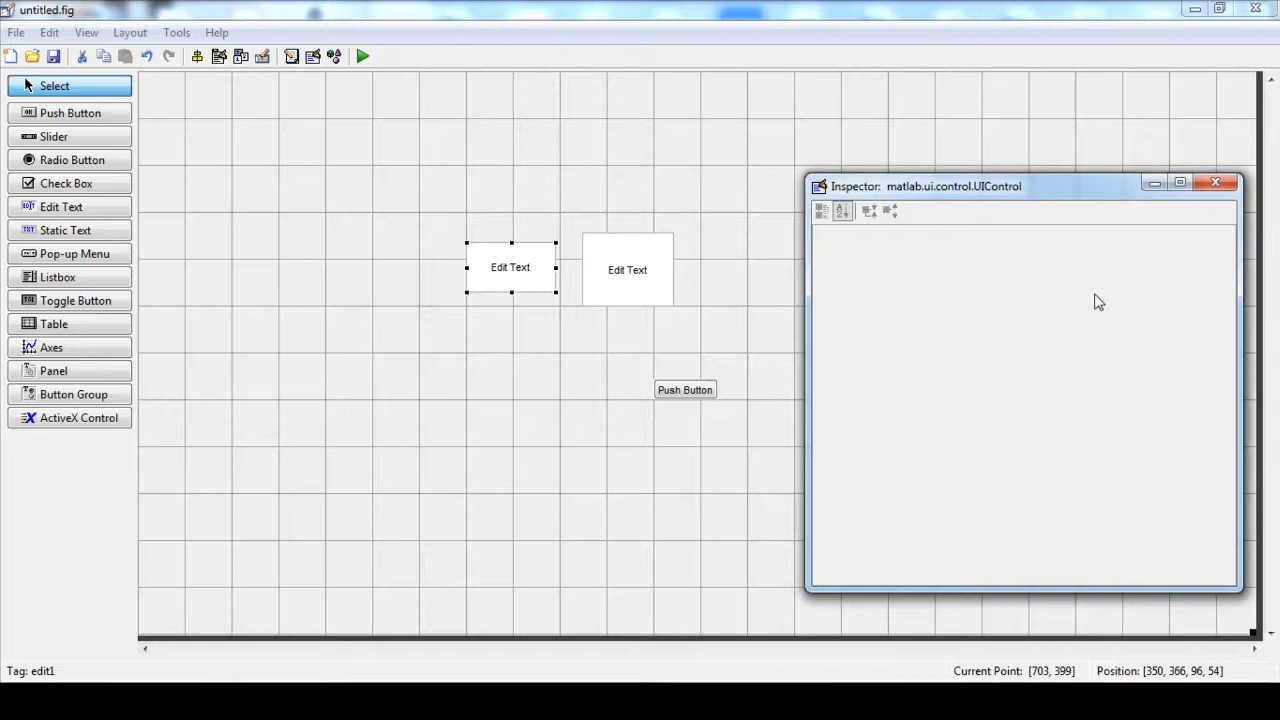 untitled.fig
File Edit View Layout Tools Help
Select
Push Button
Slider
Radio Button
Check Box
Edit Text
Static Text
Pop-up Menu
Listbox
Toggle Button
Table
Axes
Panel
Button Group
ActiveX Control
Edit Text
Edit Text
Push Button
Inspector: matlab.ui.control.UIControl
Tag: edit1
Current Point: [703, 399]
Position: [350, 366, 96, 54]